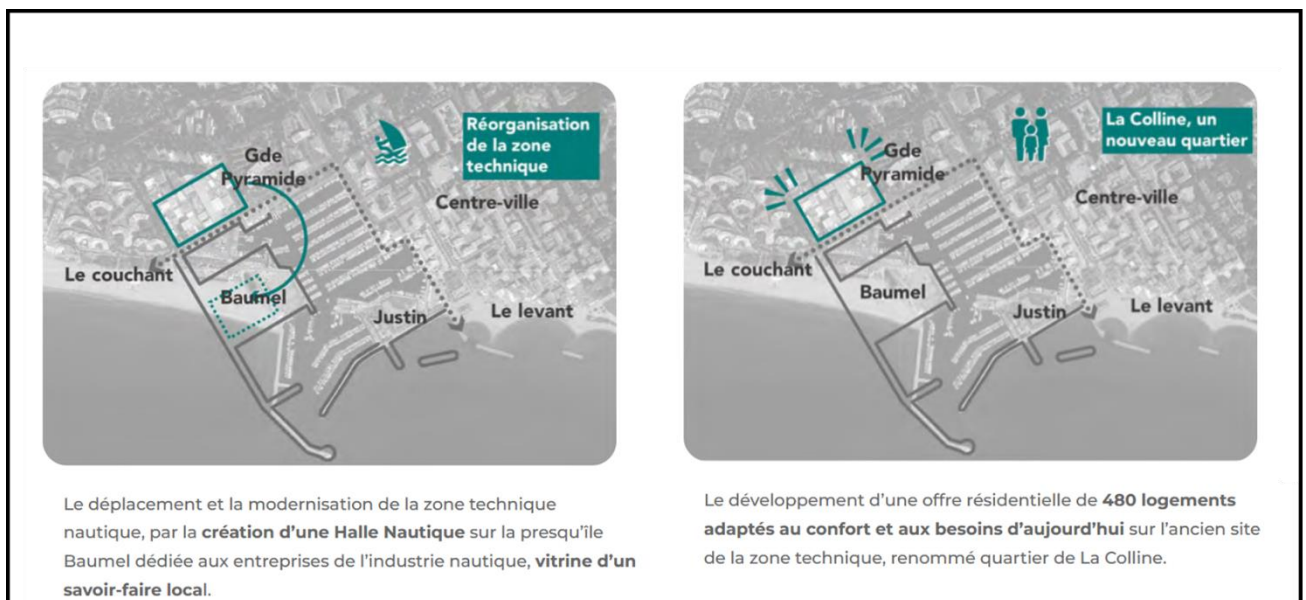 Réorganisation
de la zone
technique
Gde
Pyramide
Centre-ville
Le couchant
Baumel
Justin
Le levant
Le déplacement et la modernisation de la zone technique
nautique, par la création d’une Halle Nautique sur la presqu’île
Baumel dédiée aux entreprises de l’industrie nautique, vitrine d’un
savoir-faire local.
La Colline, un
nouveau quartier
Gde
Pyramide
Centre-ville
Le couchant
Baumel
Justin
Le levant
Le développement d’une offre résidentielle de 480 logements
adaptés au confort et aux besoins d’aujourd’hui sur l’ancien site
de la zone technique, renommé quartier de La Colline.